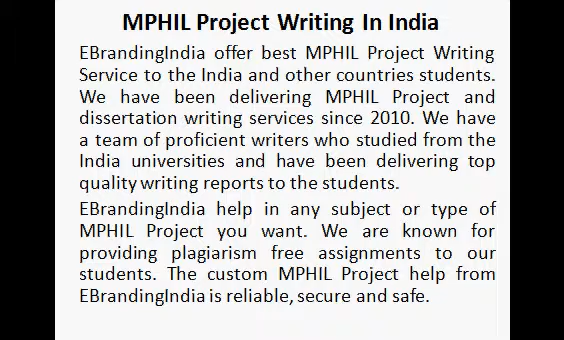 MPHIL Project Writing In India
EBrandingIndia offer best MPHIL Project Writing
Service to the India and other countries students.
We have been delivering MPHIL Project and
dissertation writing services since 2010. We have
a team of proficient writers who studied from the
India universities and have been delivering top
quality writing reports to the students.
EBrandingIndia help in any subject or type of
MPHIL Project you want. We are known for
providing plagiarism free assignments to our
students. The custom MPHIL Project help from
EBrandingIndia is reliable, secure and safe.